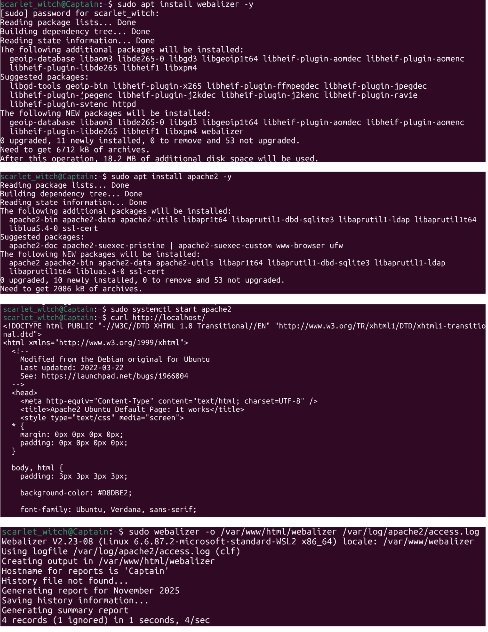 scarlet_witch@Captain: $ sudo apt install webalizer -y
[sudo] password for scarlet_witch:
Reading package lists... Done
Building dependency tree... Done
Reading state information... Done
The following additional packages will be installed:
geoip-database libaom3 libde265-0 libgd3 libgeoip1t64 libheif-plugin-aomdec libheif-plugin-aomenc
libheif-plugin-libde265 libheif1 libxpm4
Suggested packages:
libgd-tools geoip-bin libheif-plugin-x265 libheif-plugin-ffmpegdec libheif-plugin-jpegdec
libheif-plugin-jpegenc libheif-plugin-j2kdec libheif-plugin-j2kenc libheif-plugin-rav1e
libheif-plugin-svtenc httpd
The following NEW packages will be installed:
geoip-database libaom3 libde265-0 libgd3 libgeoip1t64 libheif-plugin-aomdec libheif-plugin-aomenc
libheif-plugin-libde265 libheif1 libxpm4 webalizer
0 upgraded, 11 newly installed, 0 to remove and 53 not upgraded.
Need to get 6/12 kB of archives.
After this operation, 18.2 MB of additional disk space will be used.
scarlet_witch@Captain: $ sudo apt install apache2 -y
Reading package lists... Done
Building dependency tree... Done
Reading state information... Done
The following additional packages will be installed:
apache2-bin apache2-data apache2-utils libapr1t64 libaprutil1-dbd-sqlite3 libaprutil1-ldap libaprutil1t64
liblua5.4-0 ssl-cert
Suggested packages:
apache2-doc apache2-suexec-pristine | apache2-suexec-custom www-browser ufw
The following NEW packages will be installed:
apache2 apache2-bin apache2-data apache2-utils libapr1t64 libaprutil1-dbd-sqlite3 libaprutil1-ldap
libaprutil1t64 liblua5.4-0 ssl-cert
0 upgraded, 10 newly installed, 0 to remove and 53 not upgraded.
Need to get 2086 kB of archives.
scarlet_witch@Captain: $ sudo systemctl start apache2
scarlet_witch@Captain: $ curl http://localhost/
<!DOCTYPE html PUBLIC "-//W3C//DTD XHTML 1.0 Transitional//EN" "http://www.w3.org/TR/xhtml1/DTD/xhtml1-transitio
nal.dtd">
<html xmlns="http://www.w3.org/1999/xhtml">
<!--
Modified from the Debian original for Ubuntu
Last updated: 2022-03-22
See: https://launchpad.net/bugs/1966004
-->
<head>
<meta http-equiv="Content-Type" content="text/html; charset=UTF-8" />
<title>Apache2 Ubuntu Default Page: It works</title>
<style type="text/css" media="screen">
* {
margin: 0px 0px 0px 0px;
padding: 0px 0px 0px 0px;
}
body, html {
padding: 3px 3px 3px 3px;
background-color: #D8DBE2;
font-family: Ubuntu, Verdana, sans-serif;
scarlet_witch@Captain: $ sudo webalizer -o /var/www/html/webalizer /var/log/apache2/access.log
Webalizer V2.23-08 (Linux 6.6.87.2-microsoft-standard-WSL2 x86_64) locale: /var/www/webalizer
Using logfile /var/log/apache2/access.log (clf)
Creating output in /var/www/html/webalizer
Hostname for reports is 'Captain'
History file not found...
Generating report for November 2025
Saving history information...
Generating summary report
4 records (1 ignored) in 1 seconds, 4/sec